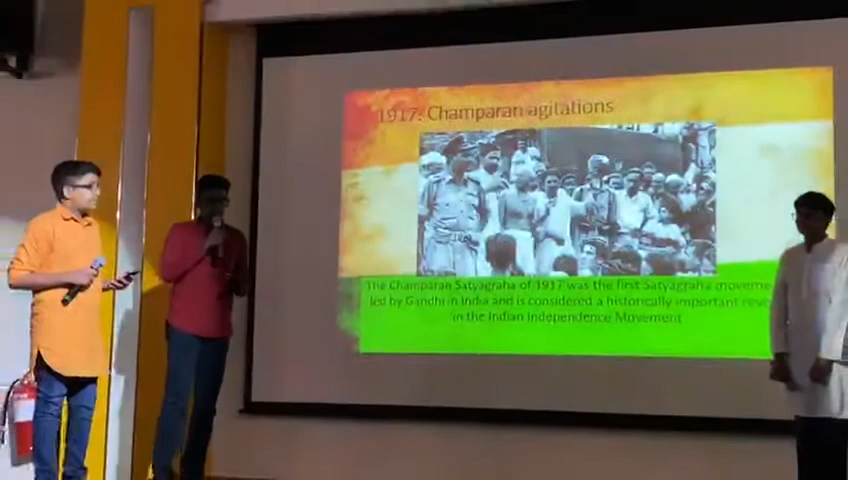 1917: Champaran agitations
The Champaran Satyagraha of 1917 was the first Satyagraha
led by Gandhi in India and is considered a historically important
in the Indian Independence Movement